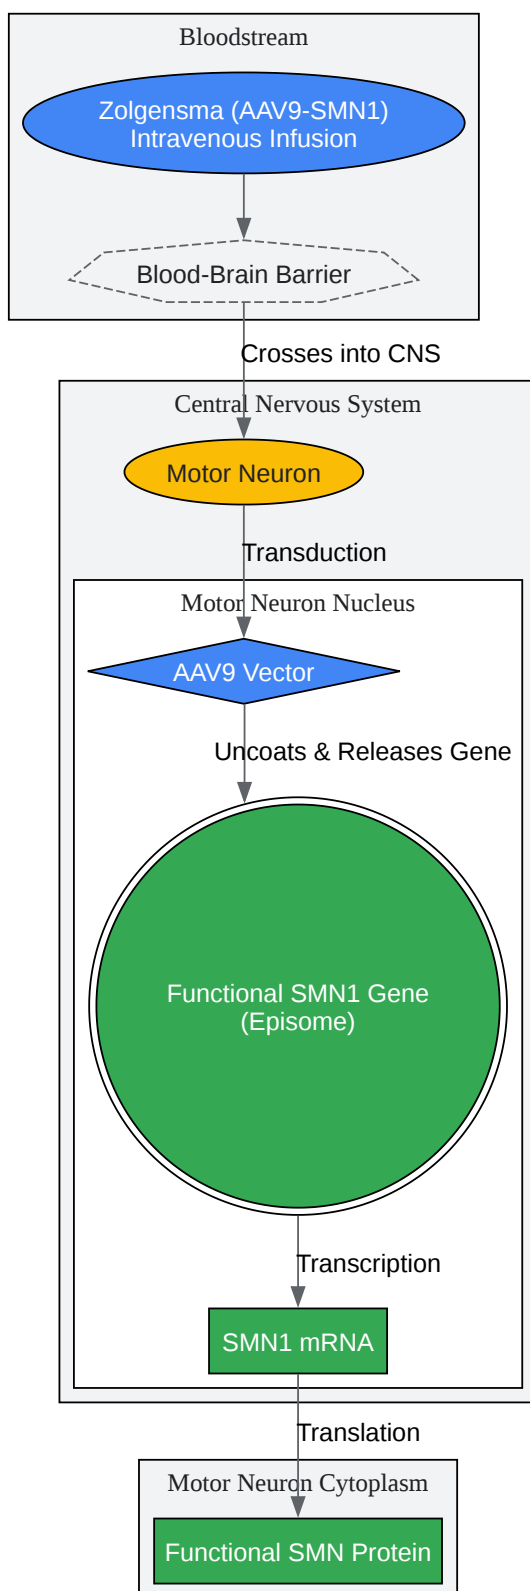 Bloodstream
Zolgensma (AAV9-SMN1)
Intravenous Infusion
Blood-Brain Barrier
Crosses into CNS
Central Nervous System
Motor Neuron
Transduction
Motor Neuron Nucleus
AAV9 Vector
Uncoats & Releases Gene
Functional SMN1 Gene
(Episome)
Transcription
SMN1 mRNA
Translation
Motor Neuron Cytoplasm
Functional SMN Protein